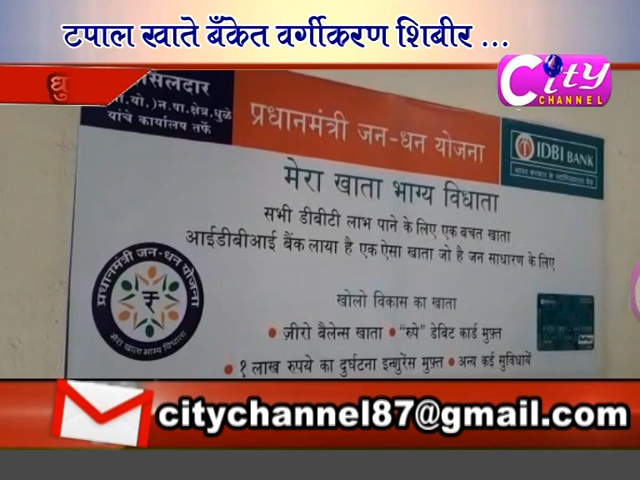 टपाल खाते बँकेत वर्गीकरण शिबीर ...
City
CHANNEL
धु
न.पा.क्षेत्र,धुळे
यांचे कार्यालय तर्फे
प्रधानमंत्री जन-धन योजना
IDBI BANK
मेरा खाता भाग्य विधाता
सभी डीबीटी लाभ पाने के लिए एक बचत खाता
आईडीबीआई बैंक लाया है एक ऐसा खाता जो है जन साधारण के लिए
प्रधानमंत्री जन-धन योजना
मेरा खाता भाग्य विधाता
खोलो विकास का खाता
• ज़ीरो बैलेन्स खाता • “रुपे” डेबिट कार्ड मुफ़्त
• १ लाख रुपये का दुर्घटना इन्शुरेंस मुफ़्त • अन्य कई सुविधायें
citychannel87@gmail.com